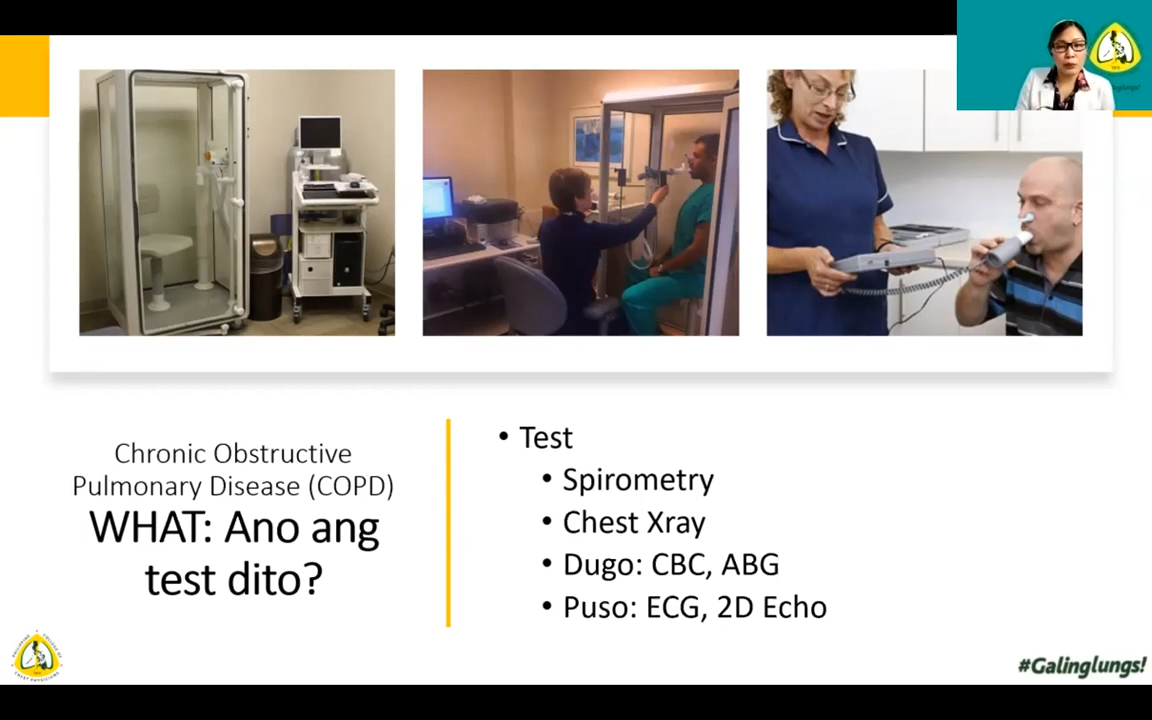 Chronic Obstructive
Pulmonary Disease (COPD)
WHAT: Ano ang
test dito?
• Test
• Spirometry
• Chest Xray
• Dugo: CBC, ABG
• Puso: ECG, 2D Echo
#Galinglungs!